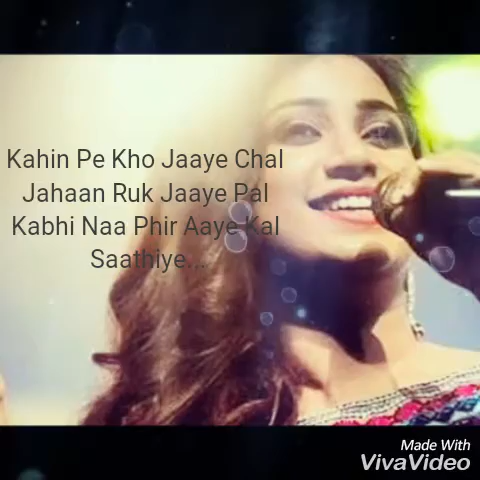 Kahin Pe Kho Jaaye Chal
Jahaan Ruk Jaaye Pal
Kabhi Naa Phir Aaye Kal
Saathiye...
Made With
VivaVideo